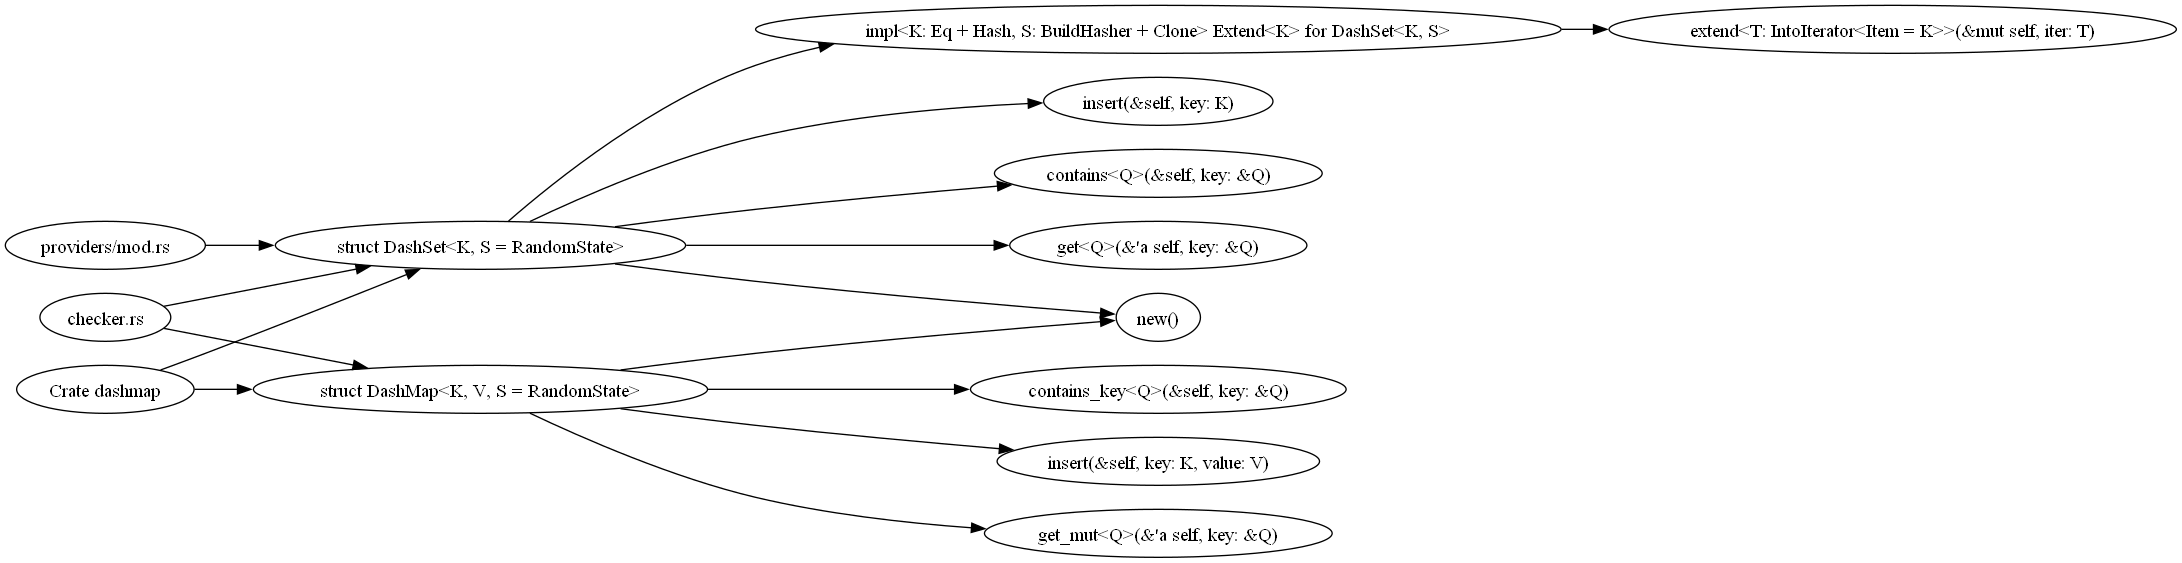 impl<K: Eq + Hash, S: BuildHasher + Clone> Extend<K> for DashSet<K, S>
extend<T: IntoIterator<Item = K>>(&mut self, iter: T)
insert(&self, key: K)
contains<Q>(&self, key: &Q)
providers/mod.rs
struct DashSet<K, S = RandomState>
get<Q>(&'a self, key: &Q)
checker.rs
new()
Crate dashmap
struct DashMap<K, V, S = RandomState>
contains_key<Q>(&self, key: &Q)
insert(&self, key: K, value: V)
get_mut<Q>(&'a self, key: &Q)